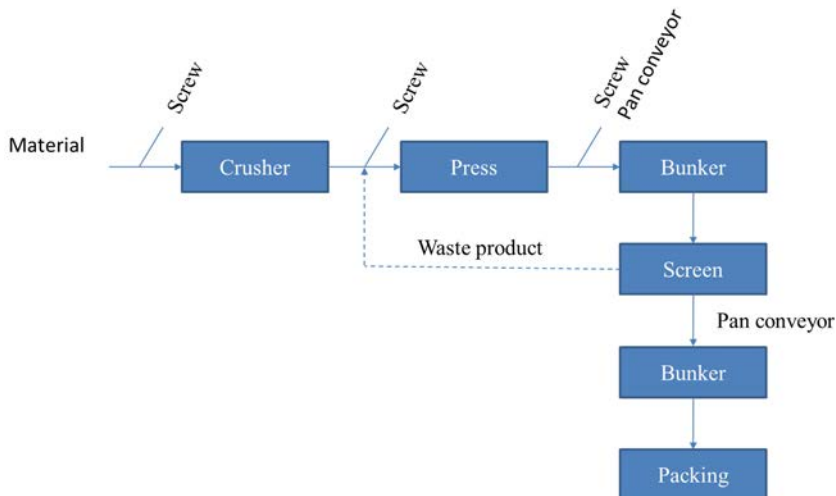 Screw
Screw
Screw
Pan conveyor
Material
Crusher
Press
Bunker
Waste product
Screen
Pan conveyor
Bunker
Packing